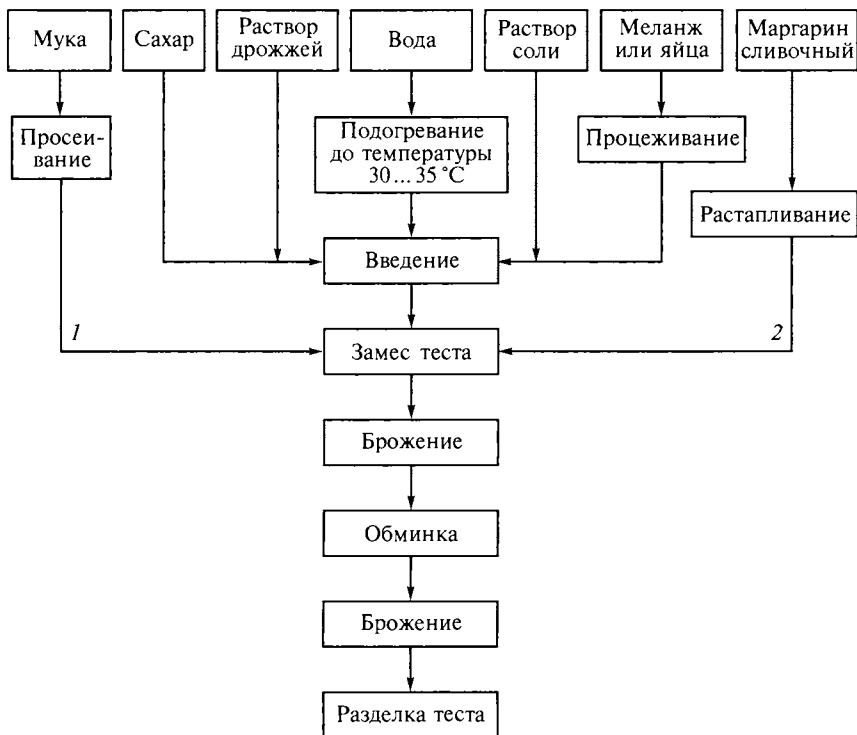 Мука
Сахар
Раствор
дрожжей
Вода
Раствор
соли
Меланж
или яйца
Маргарин
сливочный
Просеи-
вание
Подогревание
до температуры
30 ... 35 °C
Процеживание
Растапливание
Введение
1
2
Замес теста
Брожение
Обминка
Брожение
Разделка теста